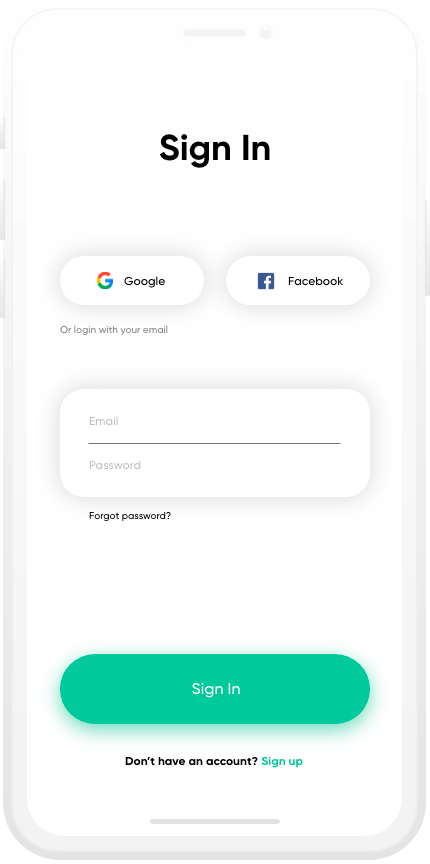 Sign In
Google
Facebook
Or login with your email
Email
Password
Forgot password?
Sign In
Don’t have an account? Sign up